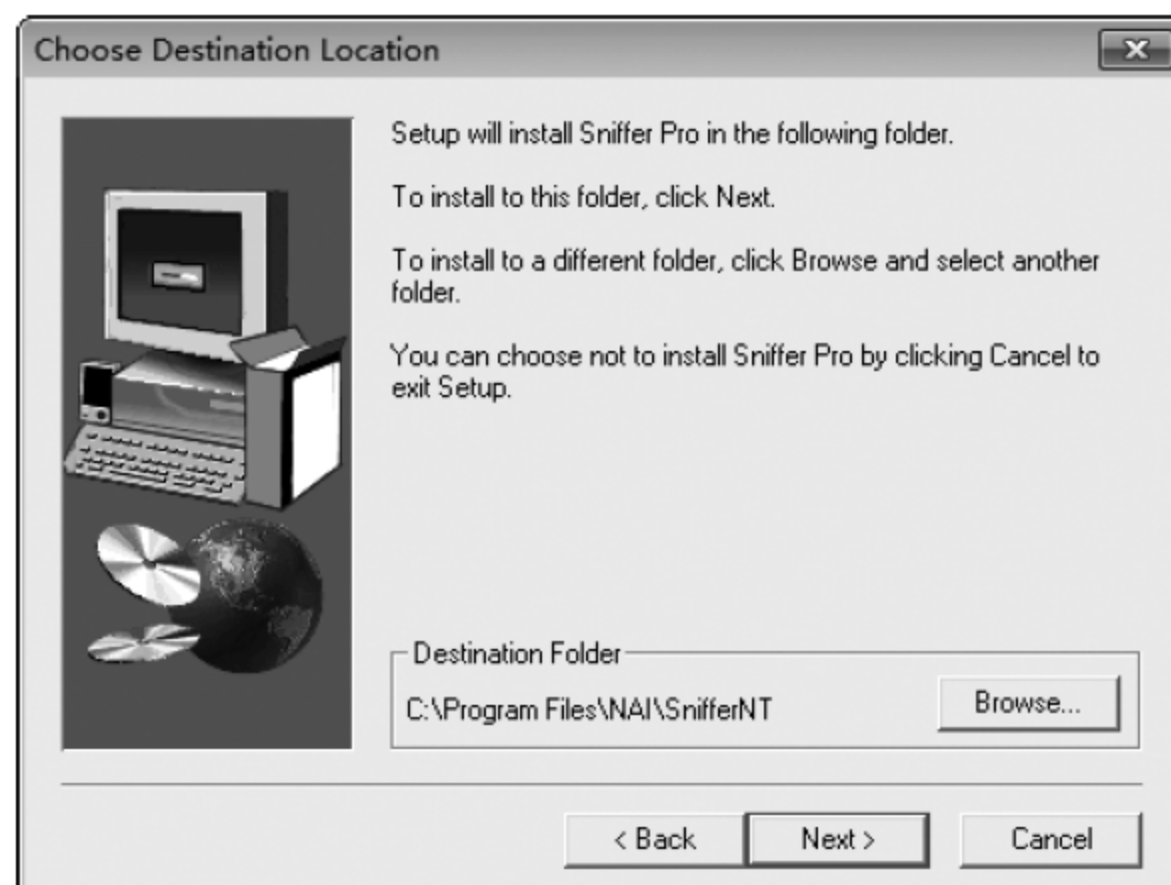 Choose Destination Location
Setup will install Sniffer Pro in the following folder.
To install to this folder, click Next.
To install to a different folder, click Browse and select another
folder.
You can choose not to install Sniffer Pro by clicking Cancel to
exit Setup.
Destination Folder
C:\Program Files\NAI\SnifferNT
Browse...
< Back
Next >
Cancel